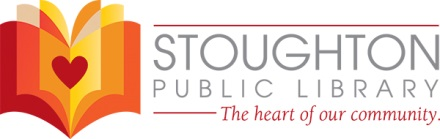 STOUGHTON
PUBLIC LIBRARY
The heart of our community.